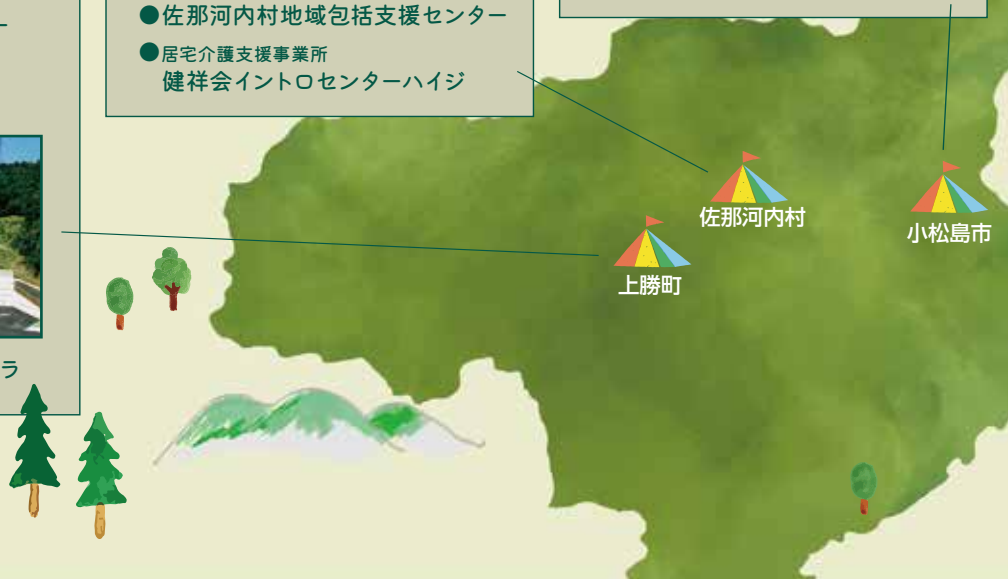 ー
●佐那河内村地域包括支援センター
●居宅介護支援事業所
健祥会イントロセンターハイジ
佐那河内村
小松島市
上勝町
ラ